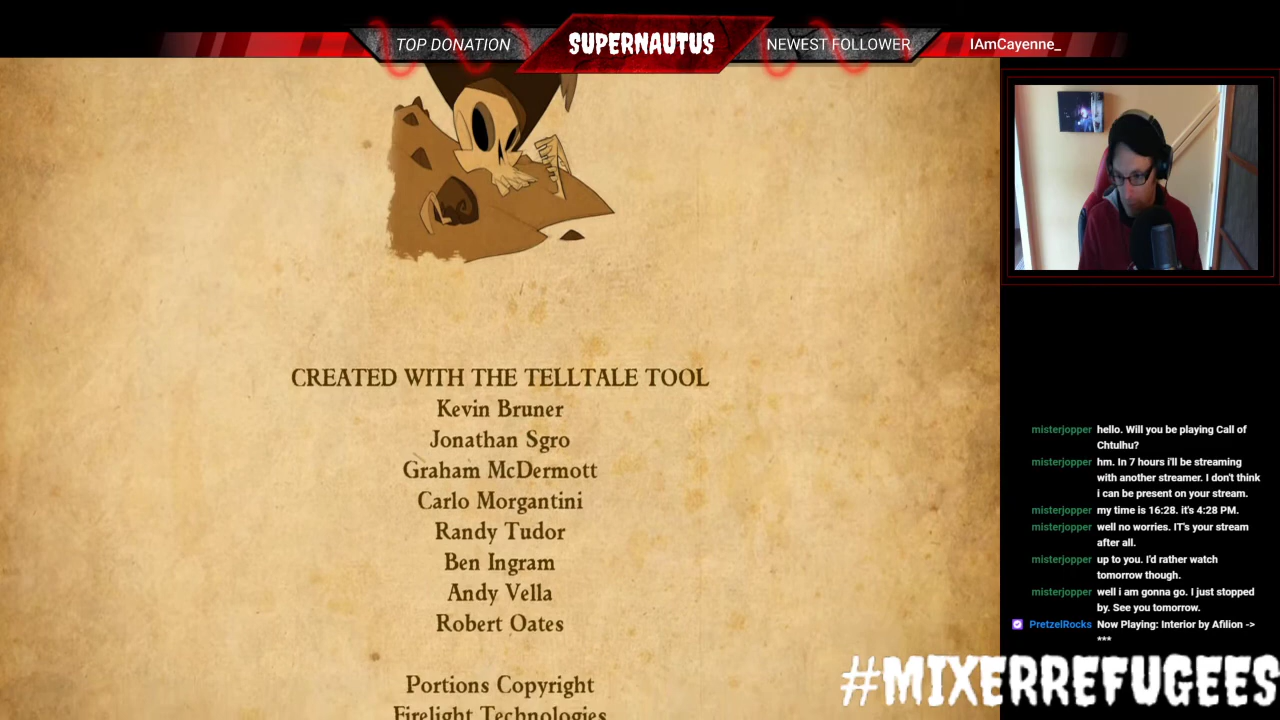 TOP DONATION
SUPERNAUTUS
NEWEST FOLLOWER
IAmCayenne_
CREATED WITH THE TELLTALE TOOL
Kevin Bruner
Jonathan Sgro
Graham McDermott
Carlo Morgantini
Randy Tudor
Ben Ingram
Andy Vella
Robert Oates
Portions Copyright
Firelight Technologies
misterjopper hello. Will you be playing Call of
Chtulhu?
misterjopper hm. In 7 hours i'll be streaming
with another streamer. I don't think
i can be present on your stream.
misterjopper my time is 16:28. it's 4:28 PM.
misterjopper well no worries. IT's your stream
after all.
misterjopper up to you. I'd rather watch
tomorrow though.
misterjopper well i am gonna go. I just stopped
by. See you tomorrow.
PretzelRocks Now Playing: Interior by Afilion ->
***
#MIXERREFUGEES